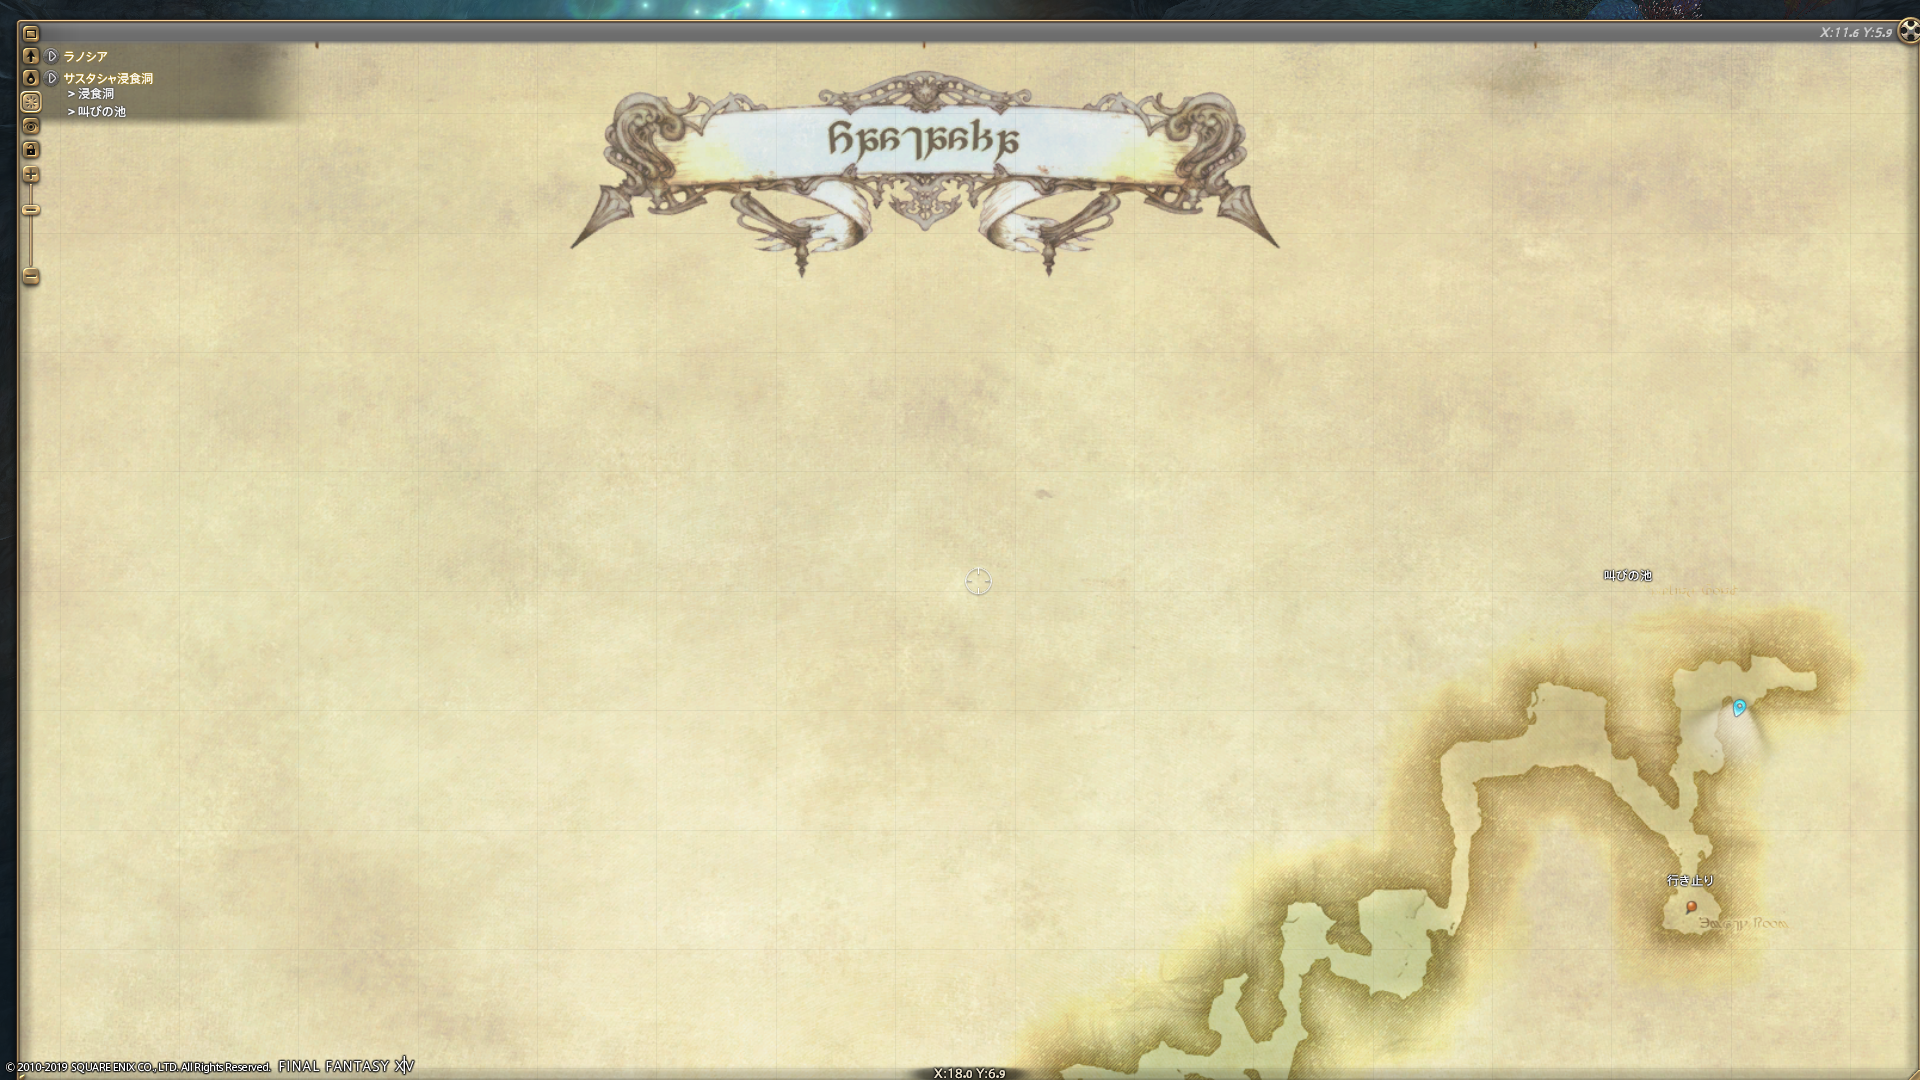 X:11.6 Y:5.9
ラノシア
サスタシャ浸食洞
> 浸食洞
> 叫びの池
叫びの池
行き止り
Room
© 2010-2019 SQUARE ENIX CO., LTD. All Rights Reserved. FINAL FANTASY XIV
X:18.0 Y:6.9